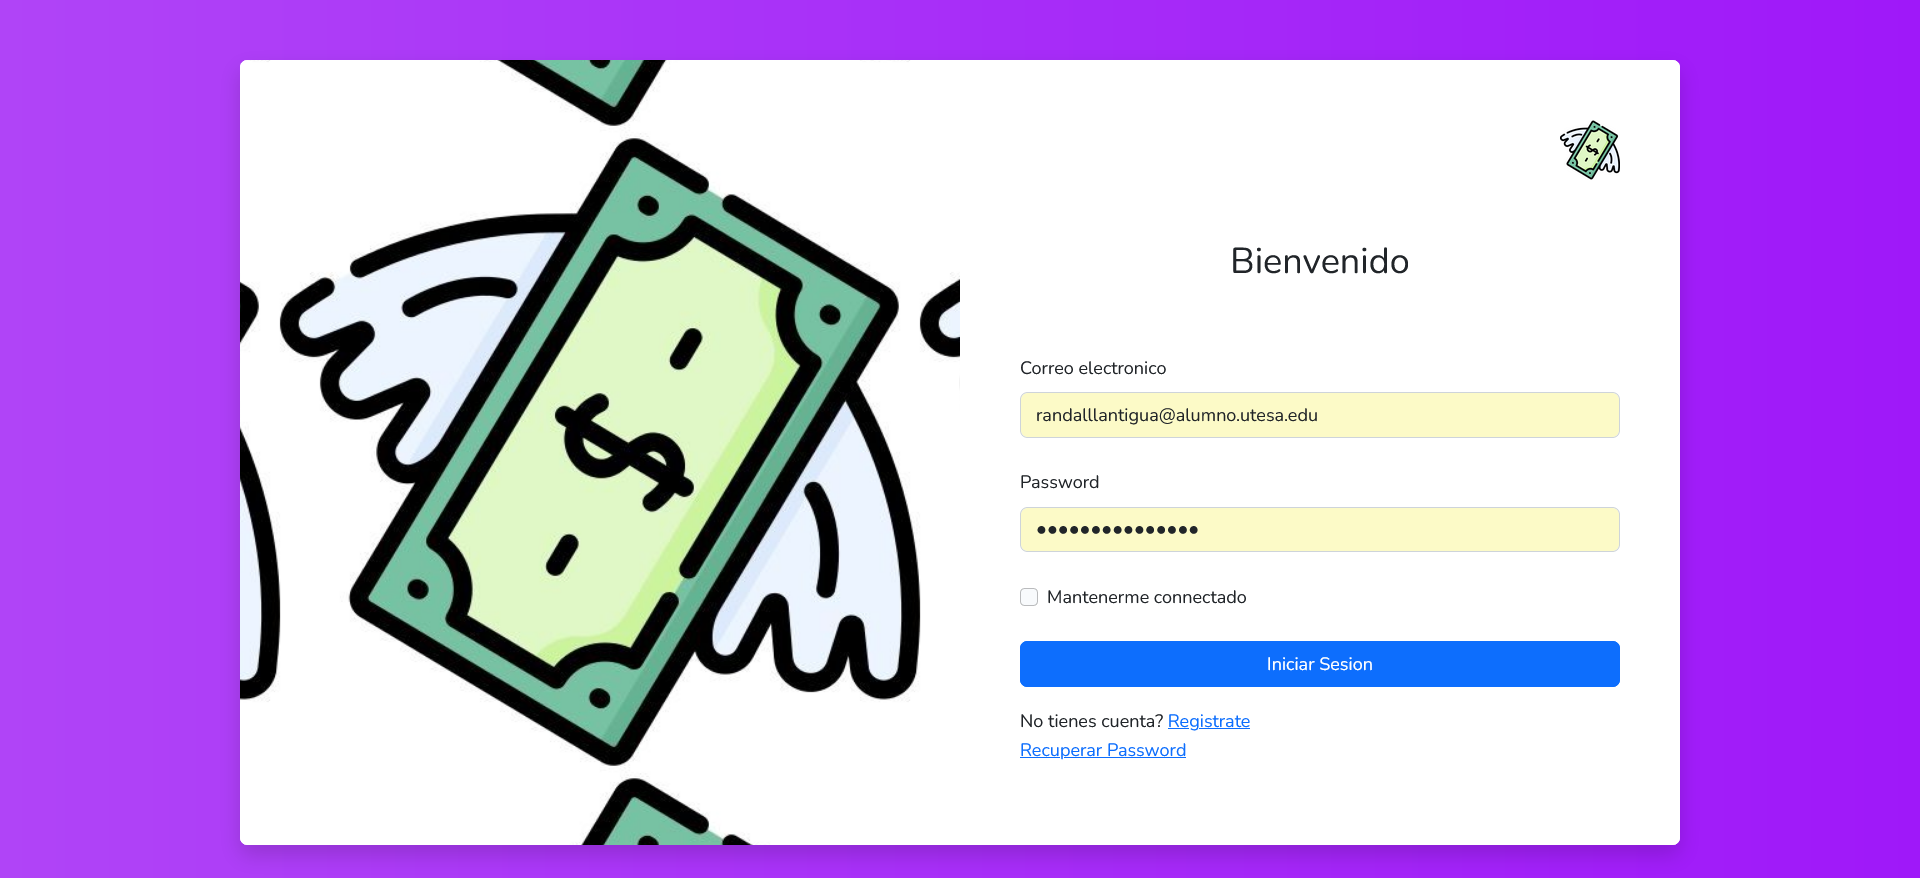 Bienvenido
Correo electronico
randalllantigua@alumno.utesa.edu
Password
•••••••••••••••
Mantenerme connectado
Iniciar Sesion
No tienes cuenta? Registrate
Recuperar Password